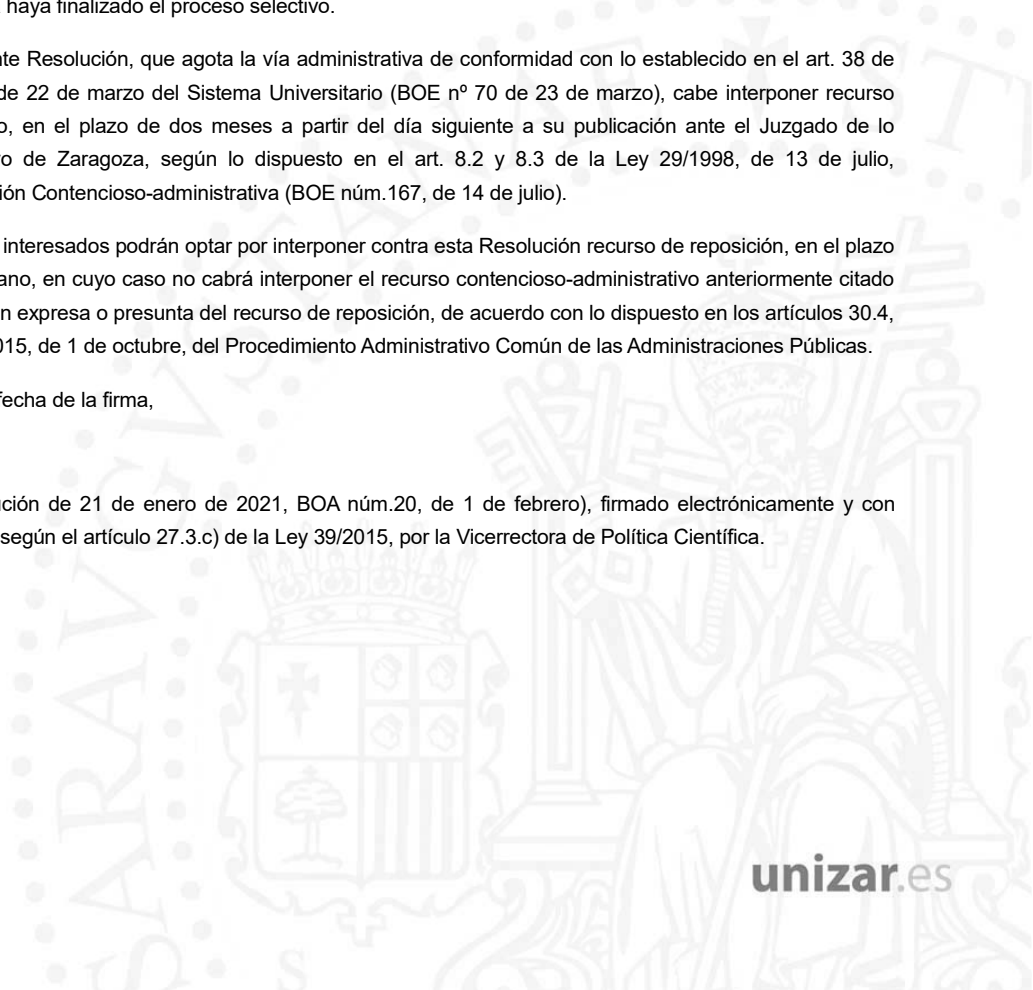 haya finalizado el proceso selectivo.
nte Resolución, que agota la vía administrativa de conformidad con lo establecido en el art. 38 de
de 22 de marzo del Sistema Universitario (BOE nº 70 de 23 de marzo), cabe interponer recurso
o, en el plazo de dos meses a partir del día siguiente a su publicación ante el Juzgado de lo
vo de Zaragoza, según lo dispuesto en el art. 8.2 y 8.3 de la Ley 29/1998, de 13 de julio,
ción Contencioso-administrativa (BOE núm.167, de 14 de julio).
interesados podrán optar por interponer contra esta Resolución recurso de reposición, en el plazo
ano, en cuyo caso no cabrá interponer el recurso contencioso-administrativo anteriormente citado
n expresa o presunta del recurso de reposición, de acuerdo con lo dispuesto en los artículos 30.4,
015, de 1 de octubre, del Procedimiento Administrativo Común de las Administraciones Públicas.
fecha de la firma,
ución de 21 de enero de 2021, BOA núm.20, de 1 de febrero), firmado electrónicamente y con
según el artículo 27.3.c) de la Ley 39/2015, por la Vicerrectora de Política Científica.
unizar.es